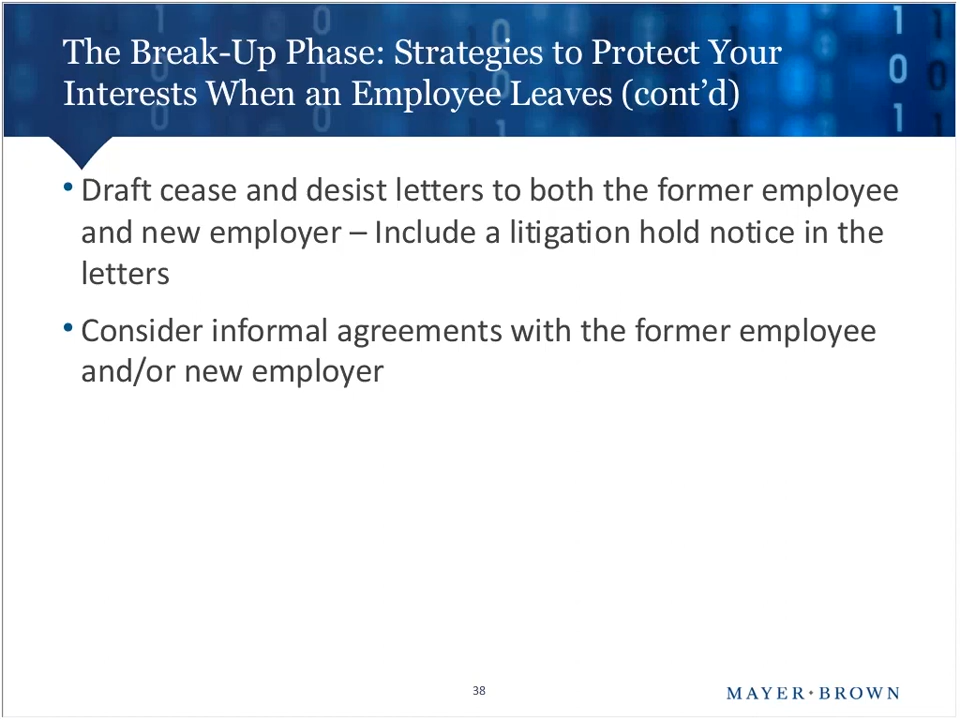 The Break-Up Phase: Strategies to Protect Your
Interests When an Employee Leaves (cont’d)
• Draft cease and desist letters to both the former employee
and new employer – Include a litigation hold notice in the
letters
• Consider informal agreements with the former employee
and/or new employer
38
MAYER • BROWN